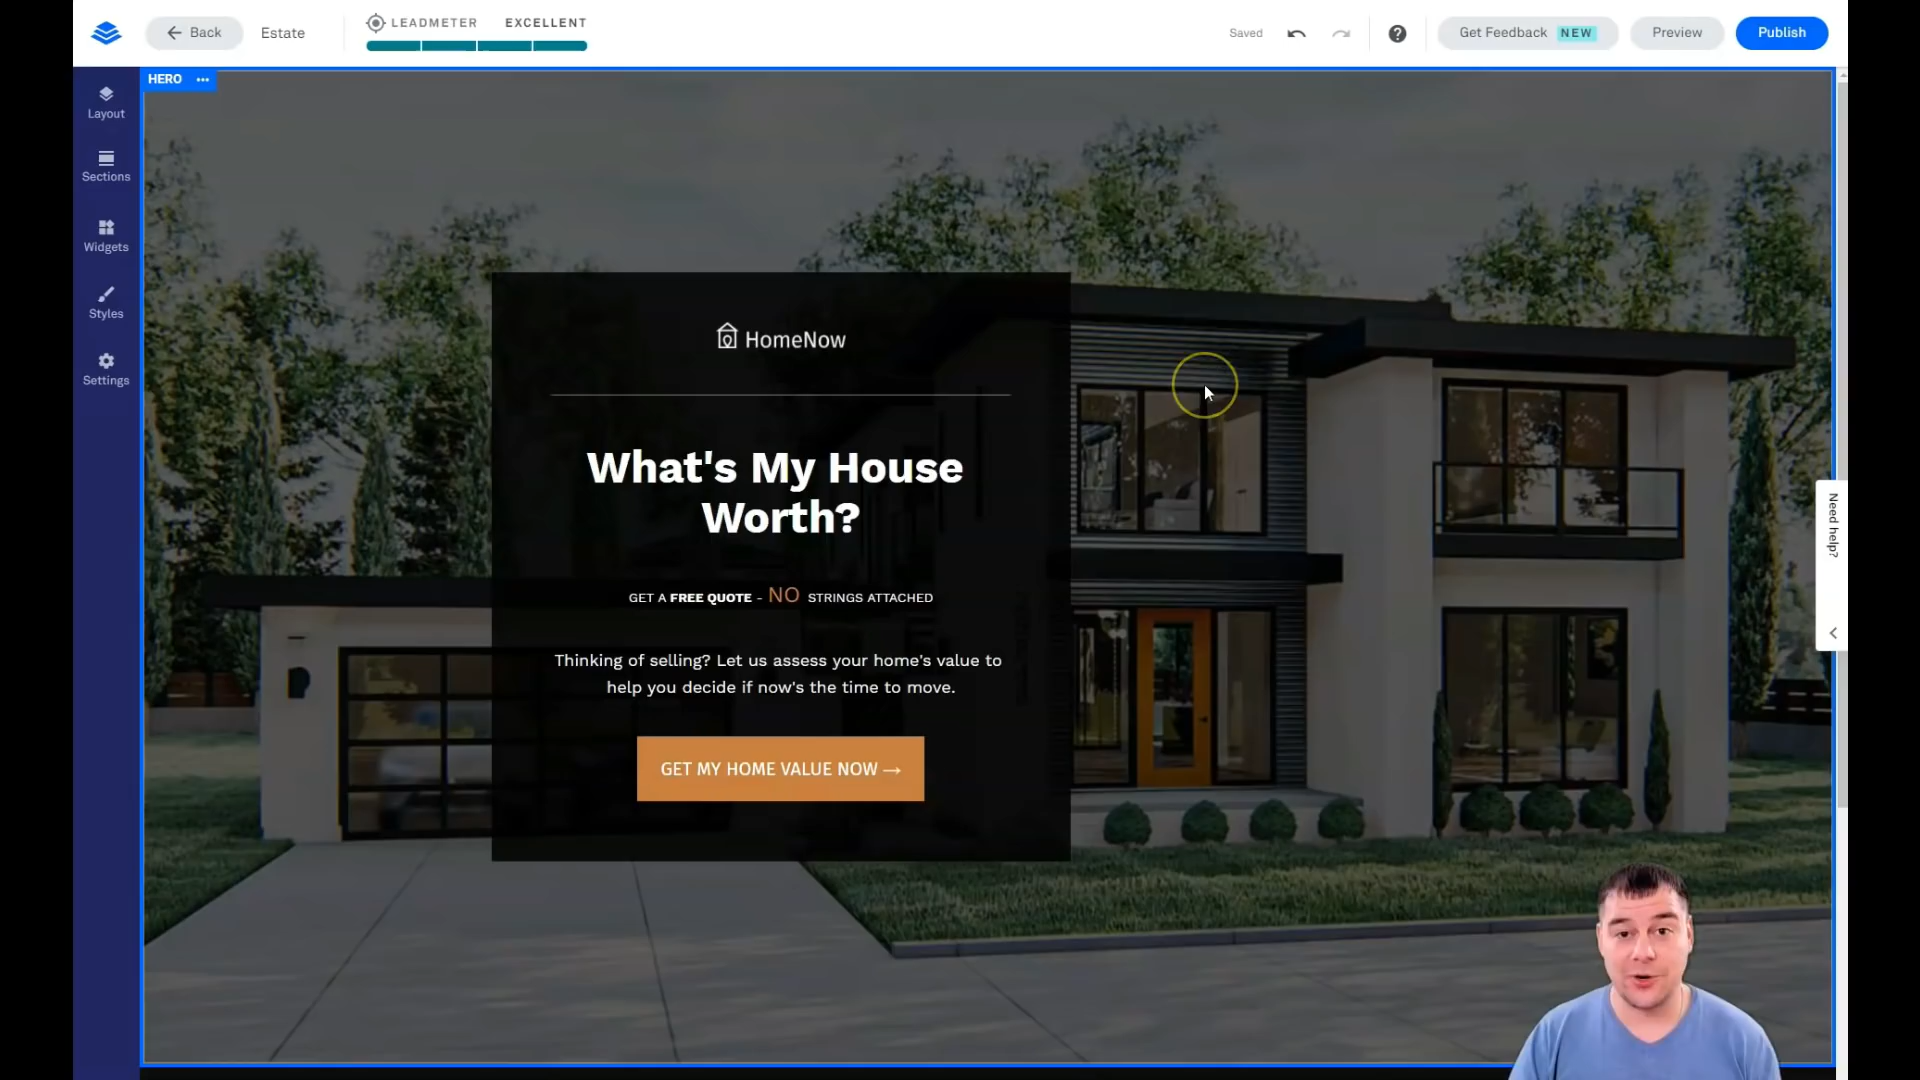 Back
Estate
LEADMETER EXCELLENT
Saved
Get Feedback NEW
Preview
Publish
HERO
Layout
Sections
Widgets
Styles
Settings
HomeNow
What's My House
Worth?
GET A FREE QUOTE - NO STRINGS ATTACHED
Thinking of selling? Let us assess your home's value to
help you decide if now's the time to move.
GET MY HOME VALUE NOW →
Need help?